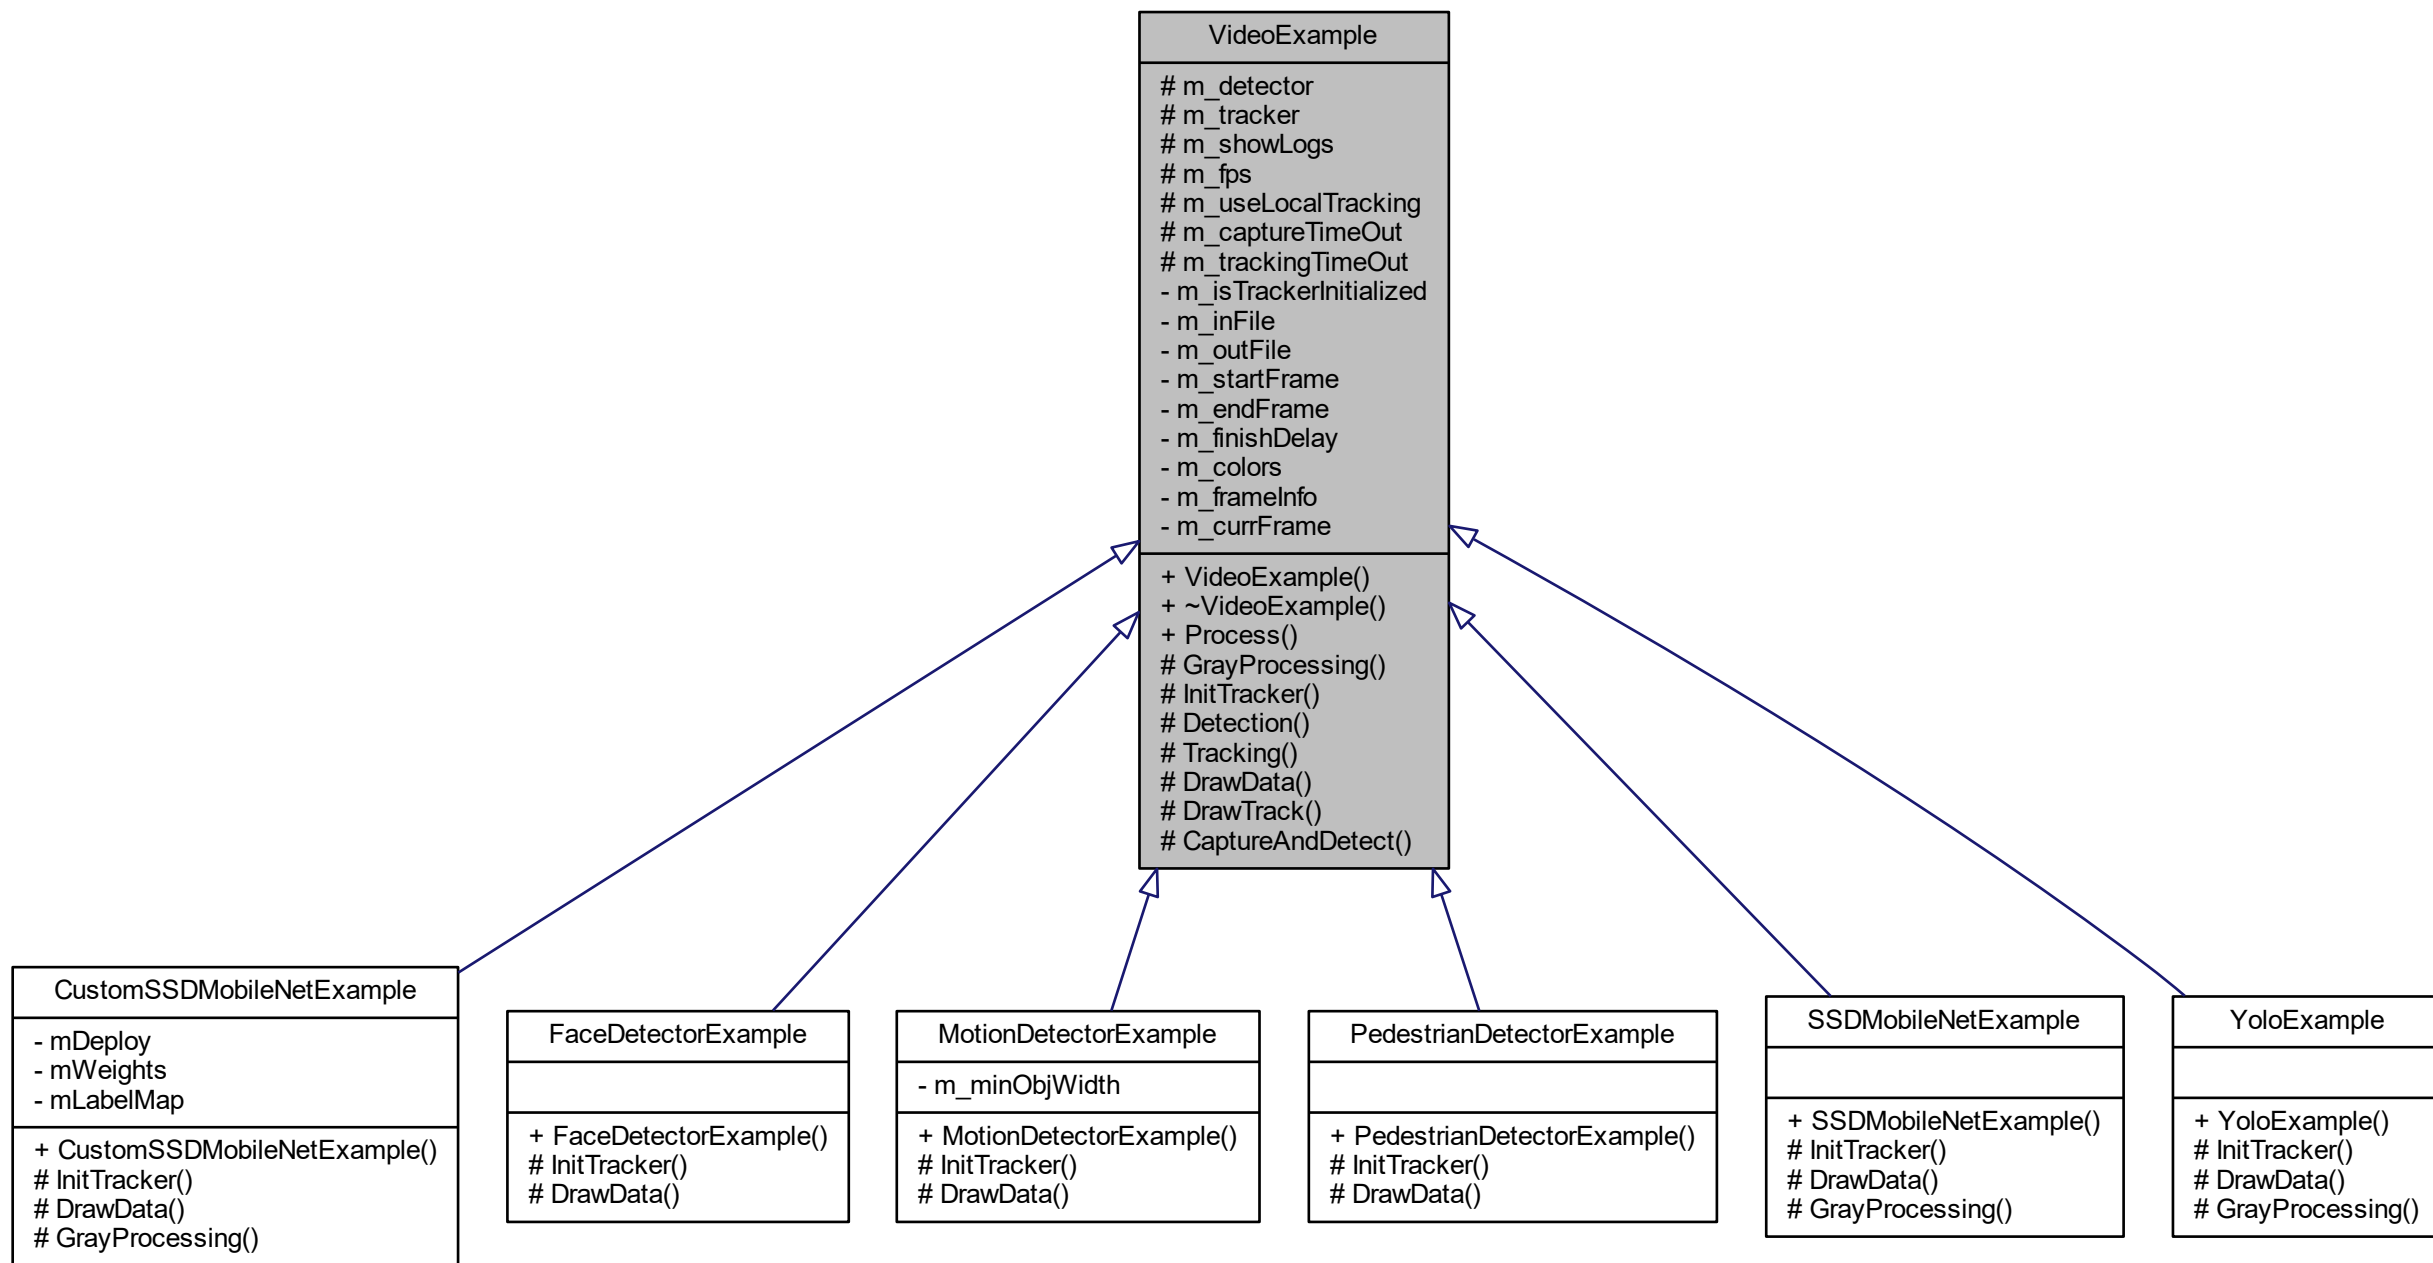 VideoExample
# m_detector
# m_tracker
# m_showLogs
# m_fps
# m_useLocalTracking
# m_captureTimeOut
# m_trackingTimeOut
- m_isTrackerInitialized
- m_inFile
- m_outFile
- m_startFrame
- m_endFrame
- m_finishDelay
- m_colors
- m_frameInfo
- m_currFrame
+ VideoExample()
+ ~VideoExample()
+ Process()
# GrayProcessing()
# InitTracker()
# Detection()
# Tracking()
# DrawData()
# DrawTrack()
# CaptureAndDetect()
CustomSSDMobileNetExample
- mDeploy
- mWeights
- mLabelMap
+ CustomSSDMobileNetExample()
# InitTracker()
# DrawData()
# GrayProcessing()
FaceDetectorExample
+ FaceDetectorExample()
# InitTracker()
# DrawData()
MotionDetectorExample
- m_minObjWidth
+ MotionDetectorExample()
# InitTracker()
# DrawData()
PedestrianDetectorExample
+ PedestrianDetectorExample()
# InitTracker()
# DrawData()
SSDMobileNetExample
+ SSDMobileNetExample()
# InitTracker()
# DrawData()
# GrayProcessing()
YoloExample
+ YoloExample()
# InitTracker()
# DrawData()
# GrayProcessing()